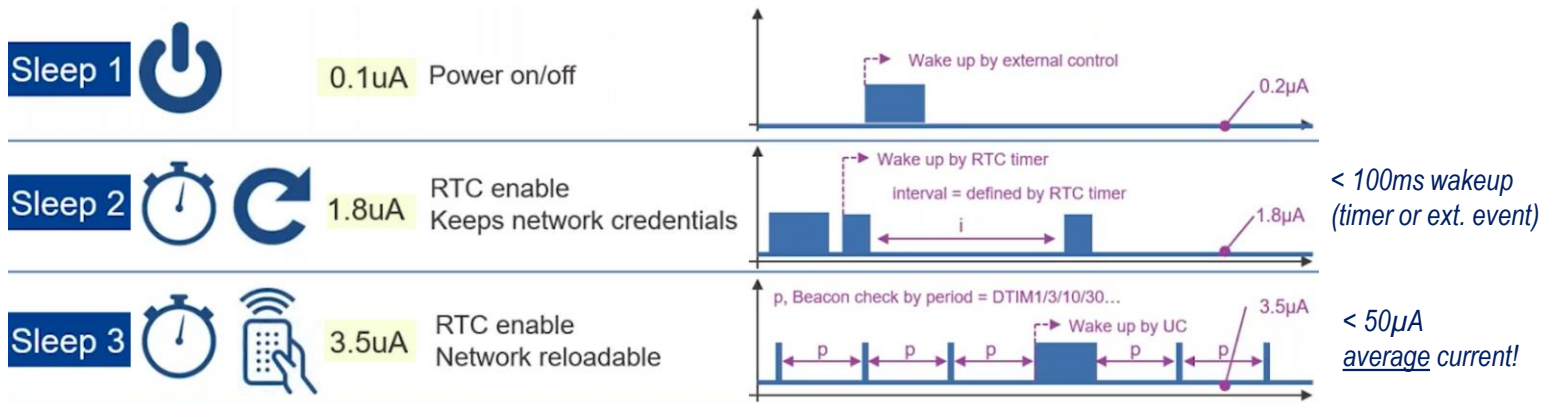 Sleep 1
0.1uA
Power on/off
Wake up by external control
0.2µA
Sleep 2
1.8uA
RTC enable
Keeps network credentials
Wake up by RTC timer
interval = defined by RTC timer
i
1.8µA
< 100ms wakeup
(timer or ext. event)
Sleep 3
3.5uA
RTC enable
Network reloadable
p, Beacon check by period = DTIM1/3/10/30...
Wake up by UC
p
p
p
p
p
3.5µA
< 50µA
average current!